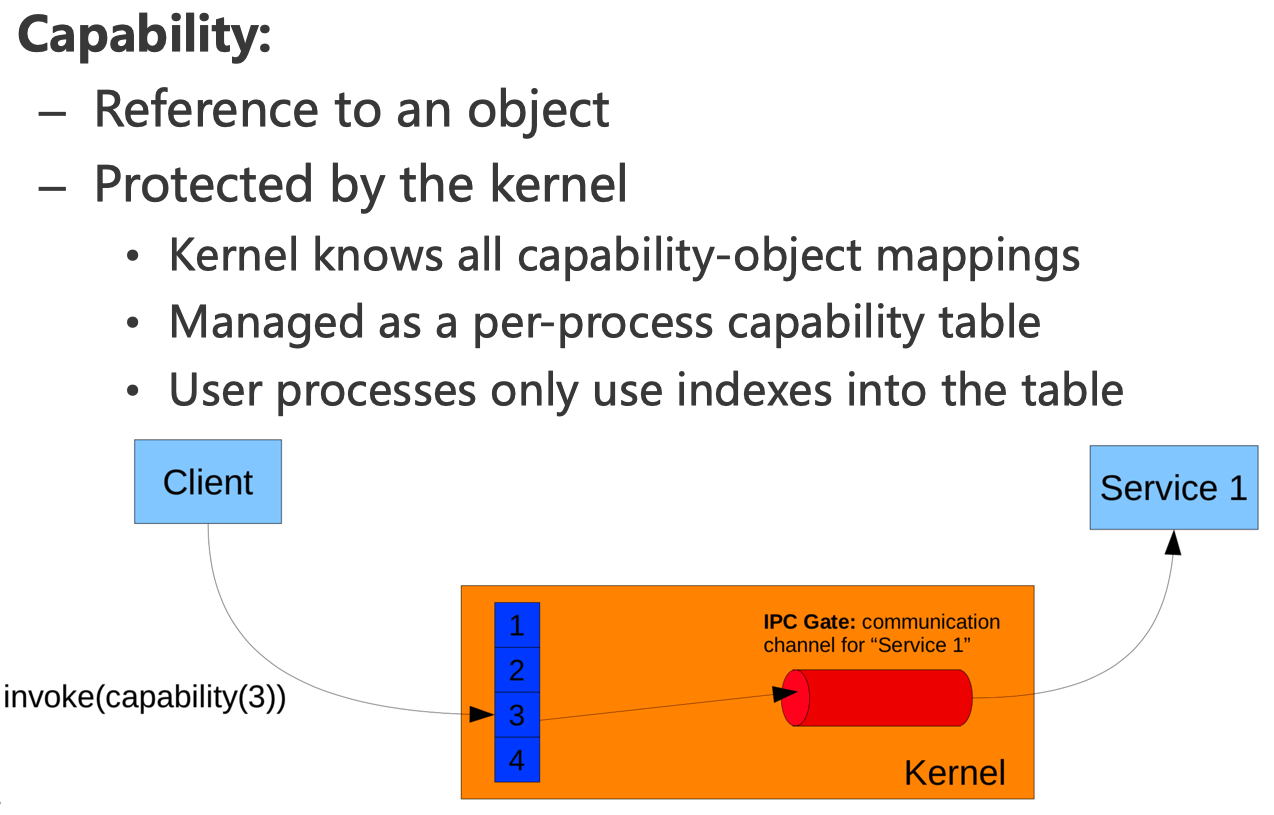 Capability:
– Reference to an object
– Protected by the kernel
• Kernel knows all capability-object mappings
• Managed as a per-process capability table
• User processes only use indexes into the table
Client
Service 1
1
2
3
4
IPC Gate: communication
channel for “Service 1”
invoke(capability(3))
Kernel